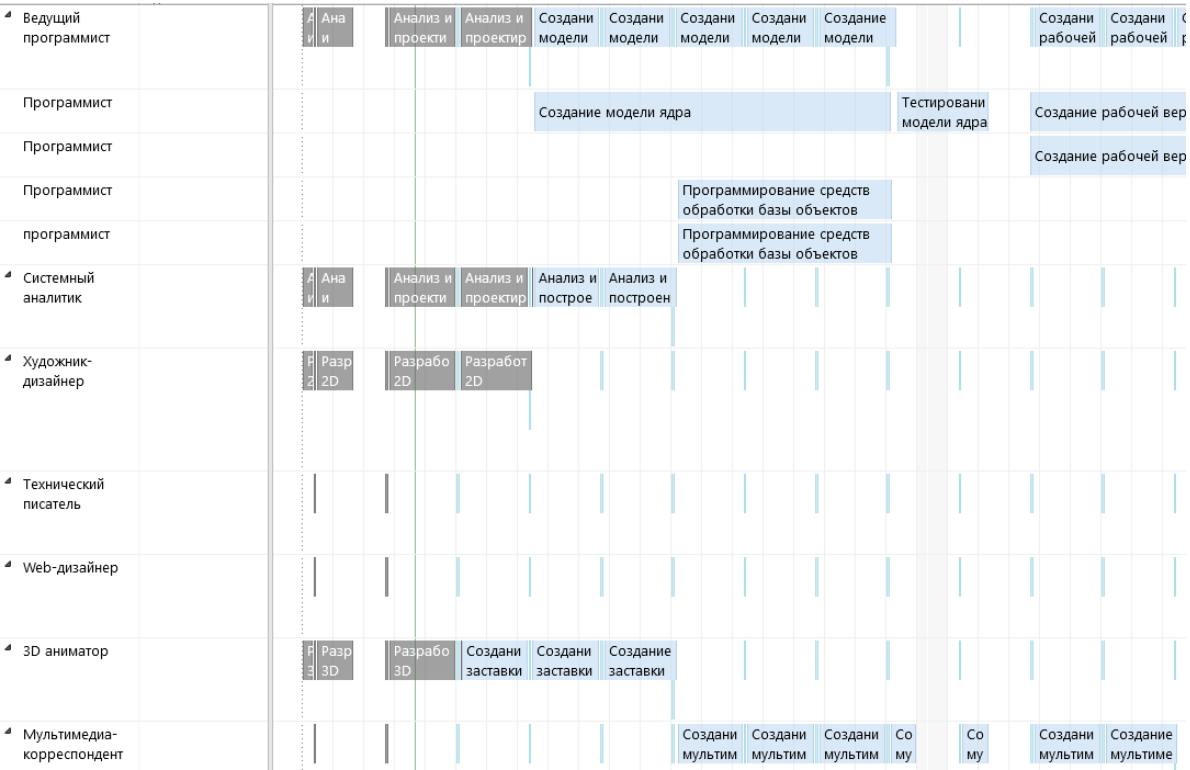 Ведущий
программист
А
и
Ана
и
Анализ и
проекти
Анализ и
проектир
Создани
модели
Создани
модели
Создани
модели
Создани
модели
Создание
модели
Создани
рабочей
Создани
рабочей
Программист
Создание модели ядра
Тестировани
модели ядра
Создание рабочей вер
Программист
Создание рабочей вер
Программист
Программирование средств
обработки базы объектов
программист
Программирование средств
обработки базы объектов
Системный
аналитик
А
и
Ана
и
Анализ и
проекти
Анализ и
проектир
Анализ и
построе
Анализ и
построен
Художник-
дизайнер
Р
2
Разр
2D
Разрабо
2D
Разработ
2D
Технический
писатель
Web-дизайнер
3D аниматор
Р
3
Разр
3D
Разрабо
3D
Создани
заставки
Создани
заставки
Создание
заставки
Мультимедиа-
корреспондент
Создани
мультим
Создани
мультим
Создани
мультим
Со
му
Со
му
Создани
мультим
Создание
мультиме